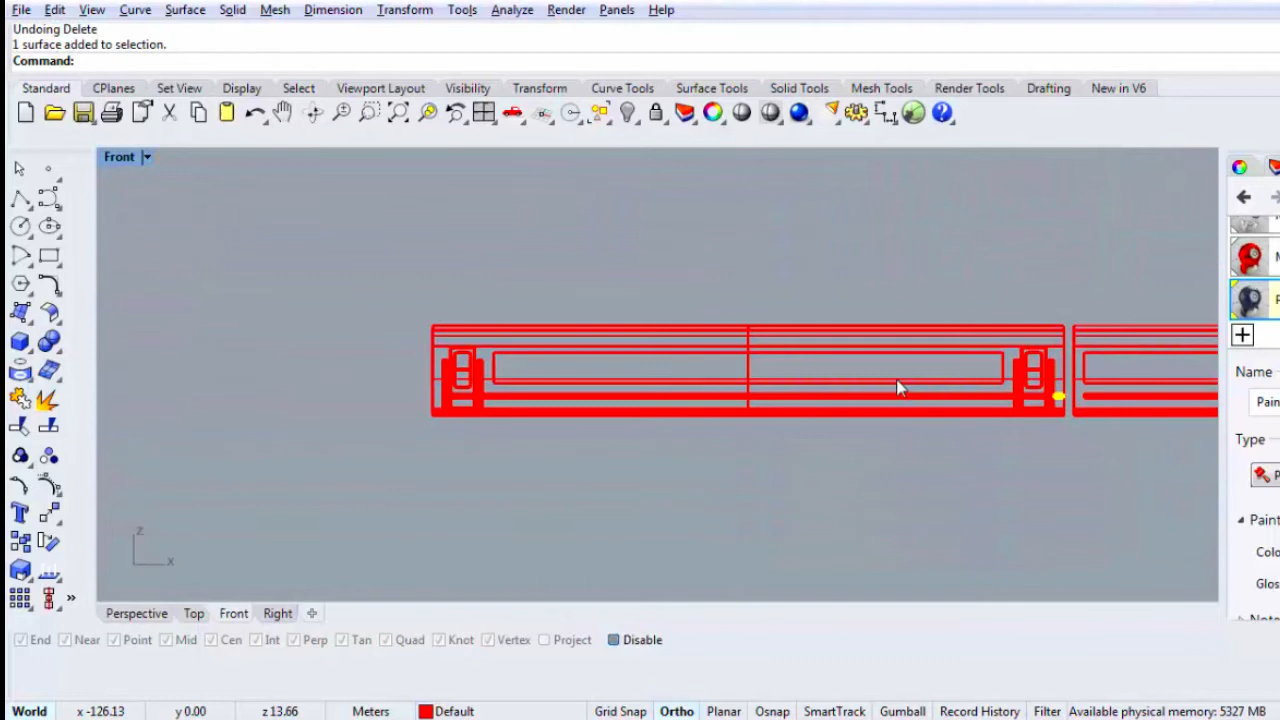 File Edit View Curve Surface Solid Mesh Dimension Transform Tools Analyze Render Panels Help
Undoing Delete
1 surface added to selection.
Command:
Standard CPlanes Set View Display Select Viewport Layout Visibility Transform Curve Tools Surface Tools Solid Tools Mesh Tools Render Tools Drafting New in V6
Front
Name
Pain
Type
P
Paint
Colo
Glos
z
x
Perspective Top Front Right
End Near Point Mid Cen Int Perp Tan Quad Knot Vertex Project Disable
World x -126.13 y 0.00 z 13.66 Meters Default Grid Snap Ortho Planar Osnap SmartTrack Gumball Record History Filter Available physical memory: 5327 MB